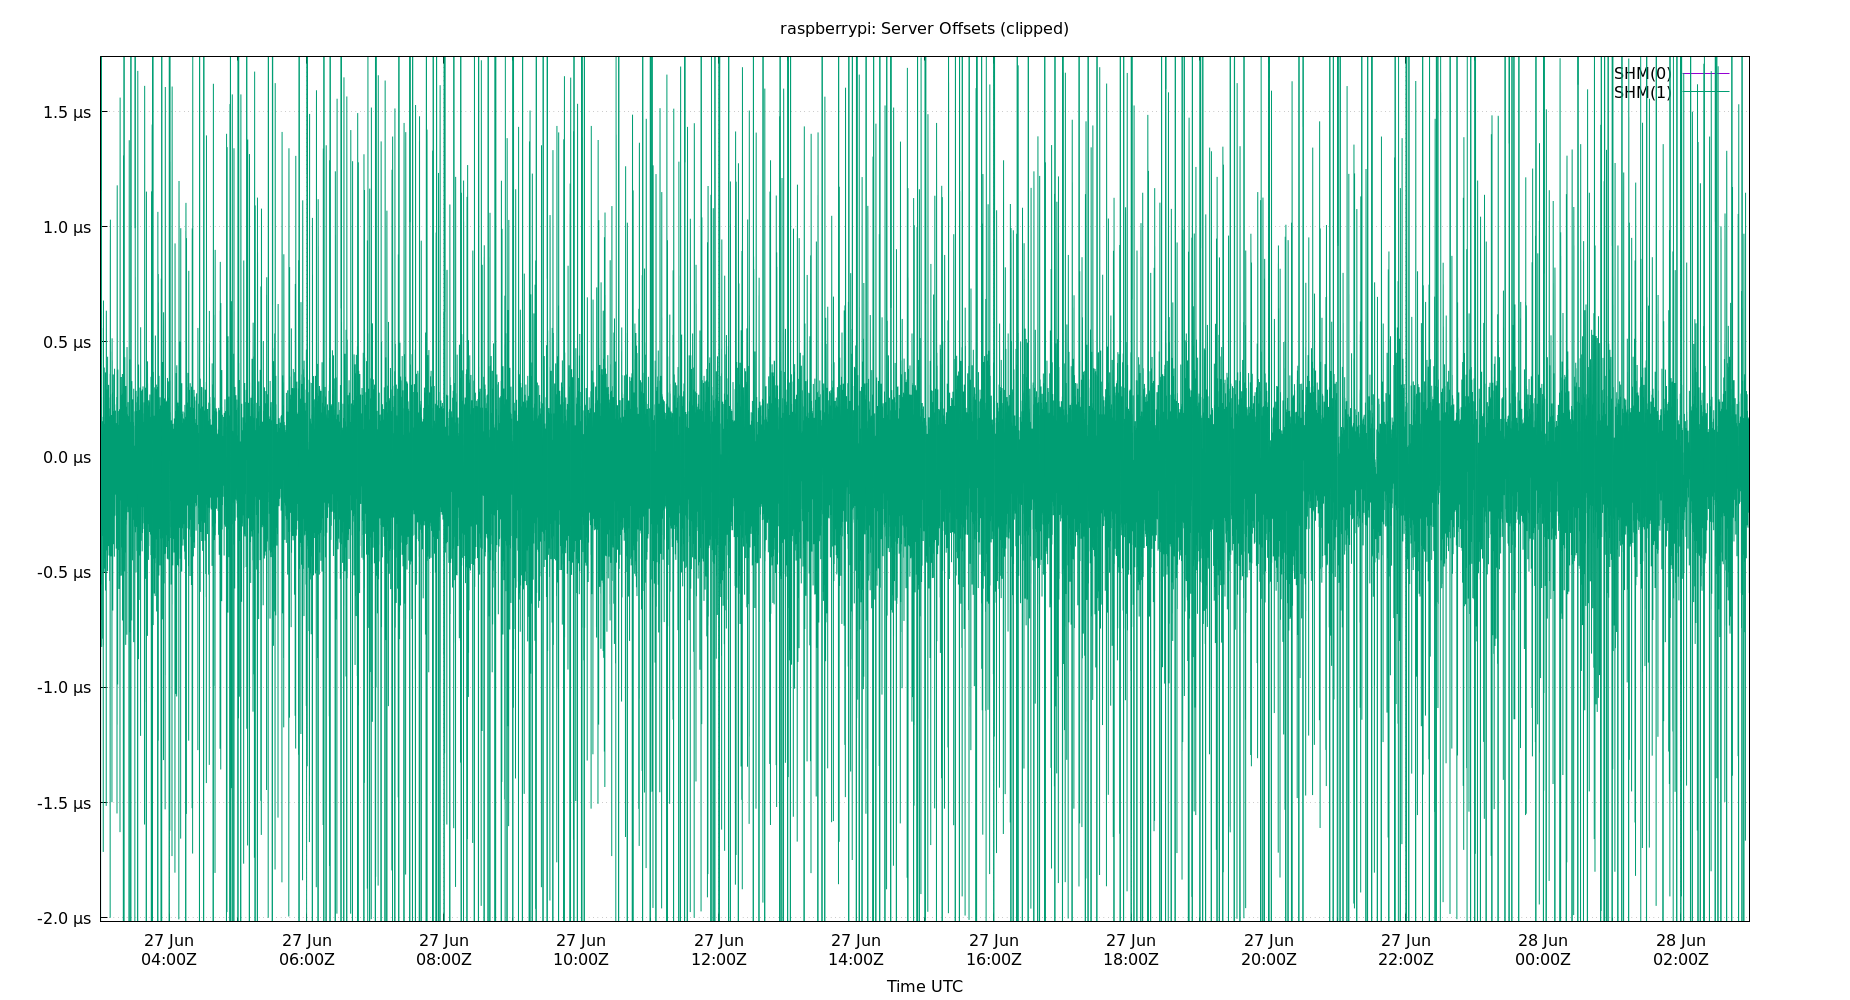 raspberrypi: Server Offsets (clipped)
SHM(0)
SHM(1)
1.5 µs
1.0 µs
0.5 µs
0.0 µs
-0.5 µs
-1.0 µs
-1.5 µs
-2.0 µs
27 Jun 27 Jun 27 Jun 27 Jun 27 Jun 27 Jun 27 Jun 27 Jun 27 Jun 27 Jun 28 Jun 28 Jun
04:00Z 06:00Z 08:00Z 10:00Z 12:00Z 14:00Z 16:00Z 18:00Z 20:00Z 22:00Z 00:00Z 02:00Z
Time UTC